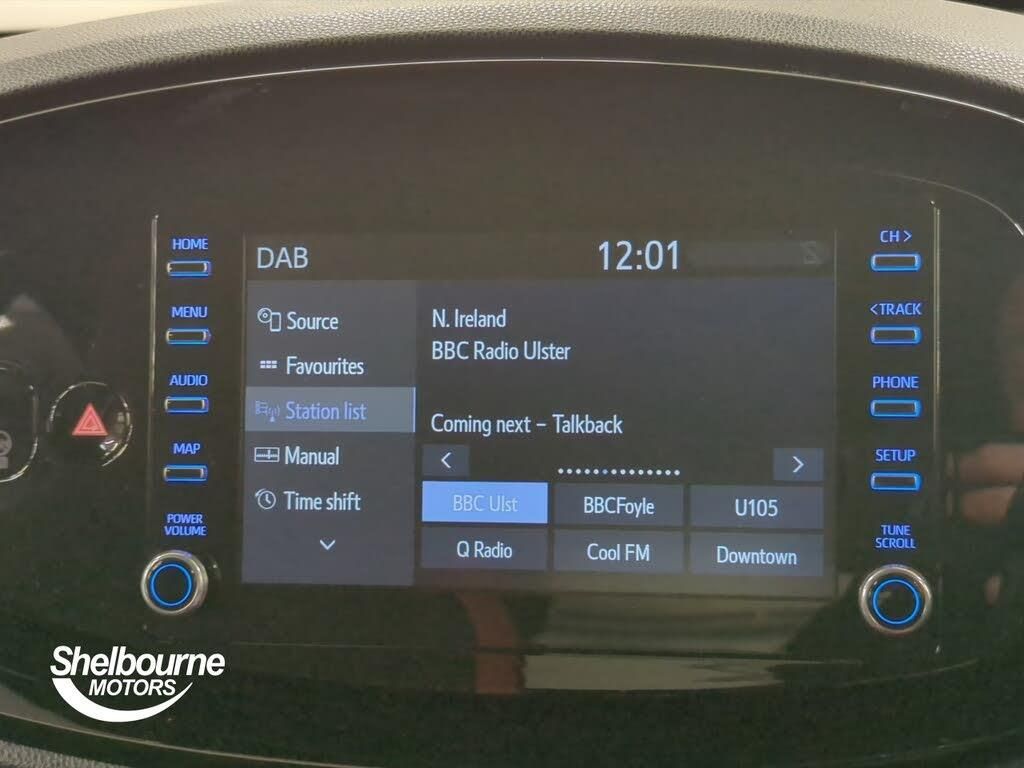 HOME
MENU
AUDIO
MAP
POWER
VOLUME
DAB
12:01
Source
Favourites
Station list
Manual
Time shift
N. Ireland
BBC Radio Ulster
Coming next – Talkback
< >
BBC Ulst BBCFoyle U105
Q Radio Cool FM Downtown
CH >
<TRACK
PHONE
SETUP
TUNE
SCROLL
Shelbourne
MOTORS